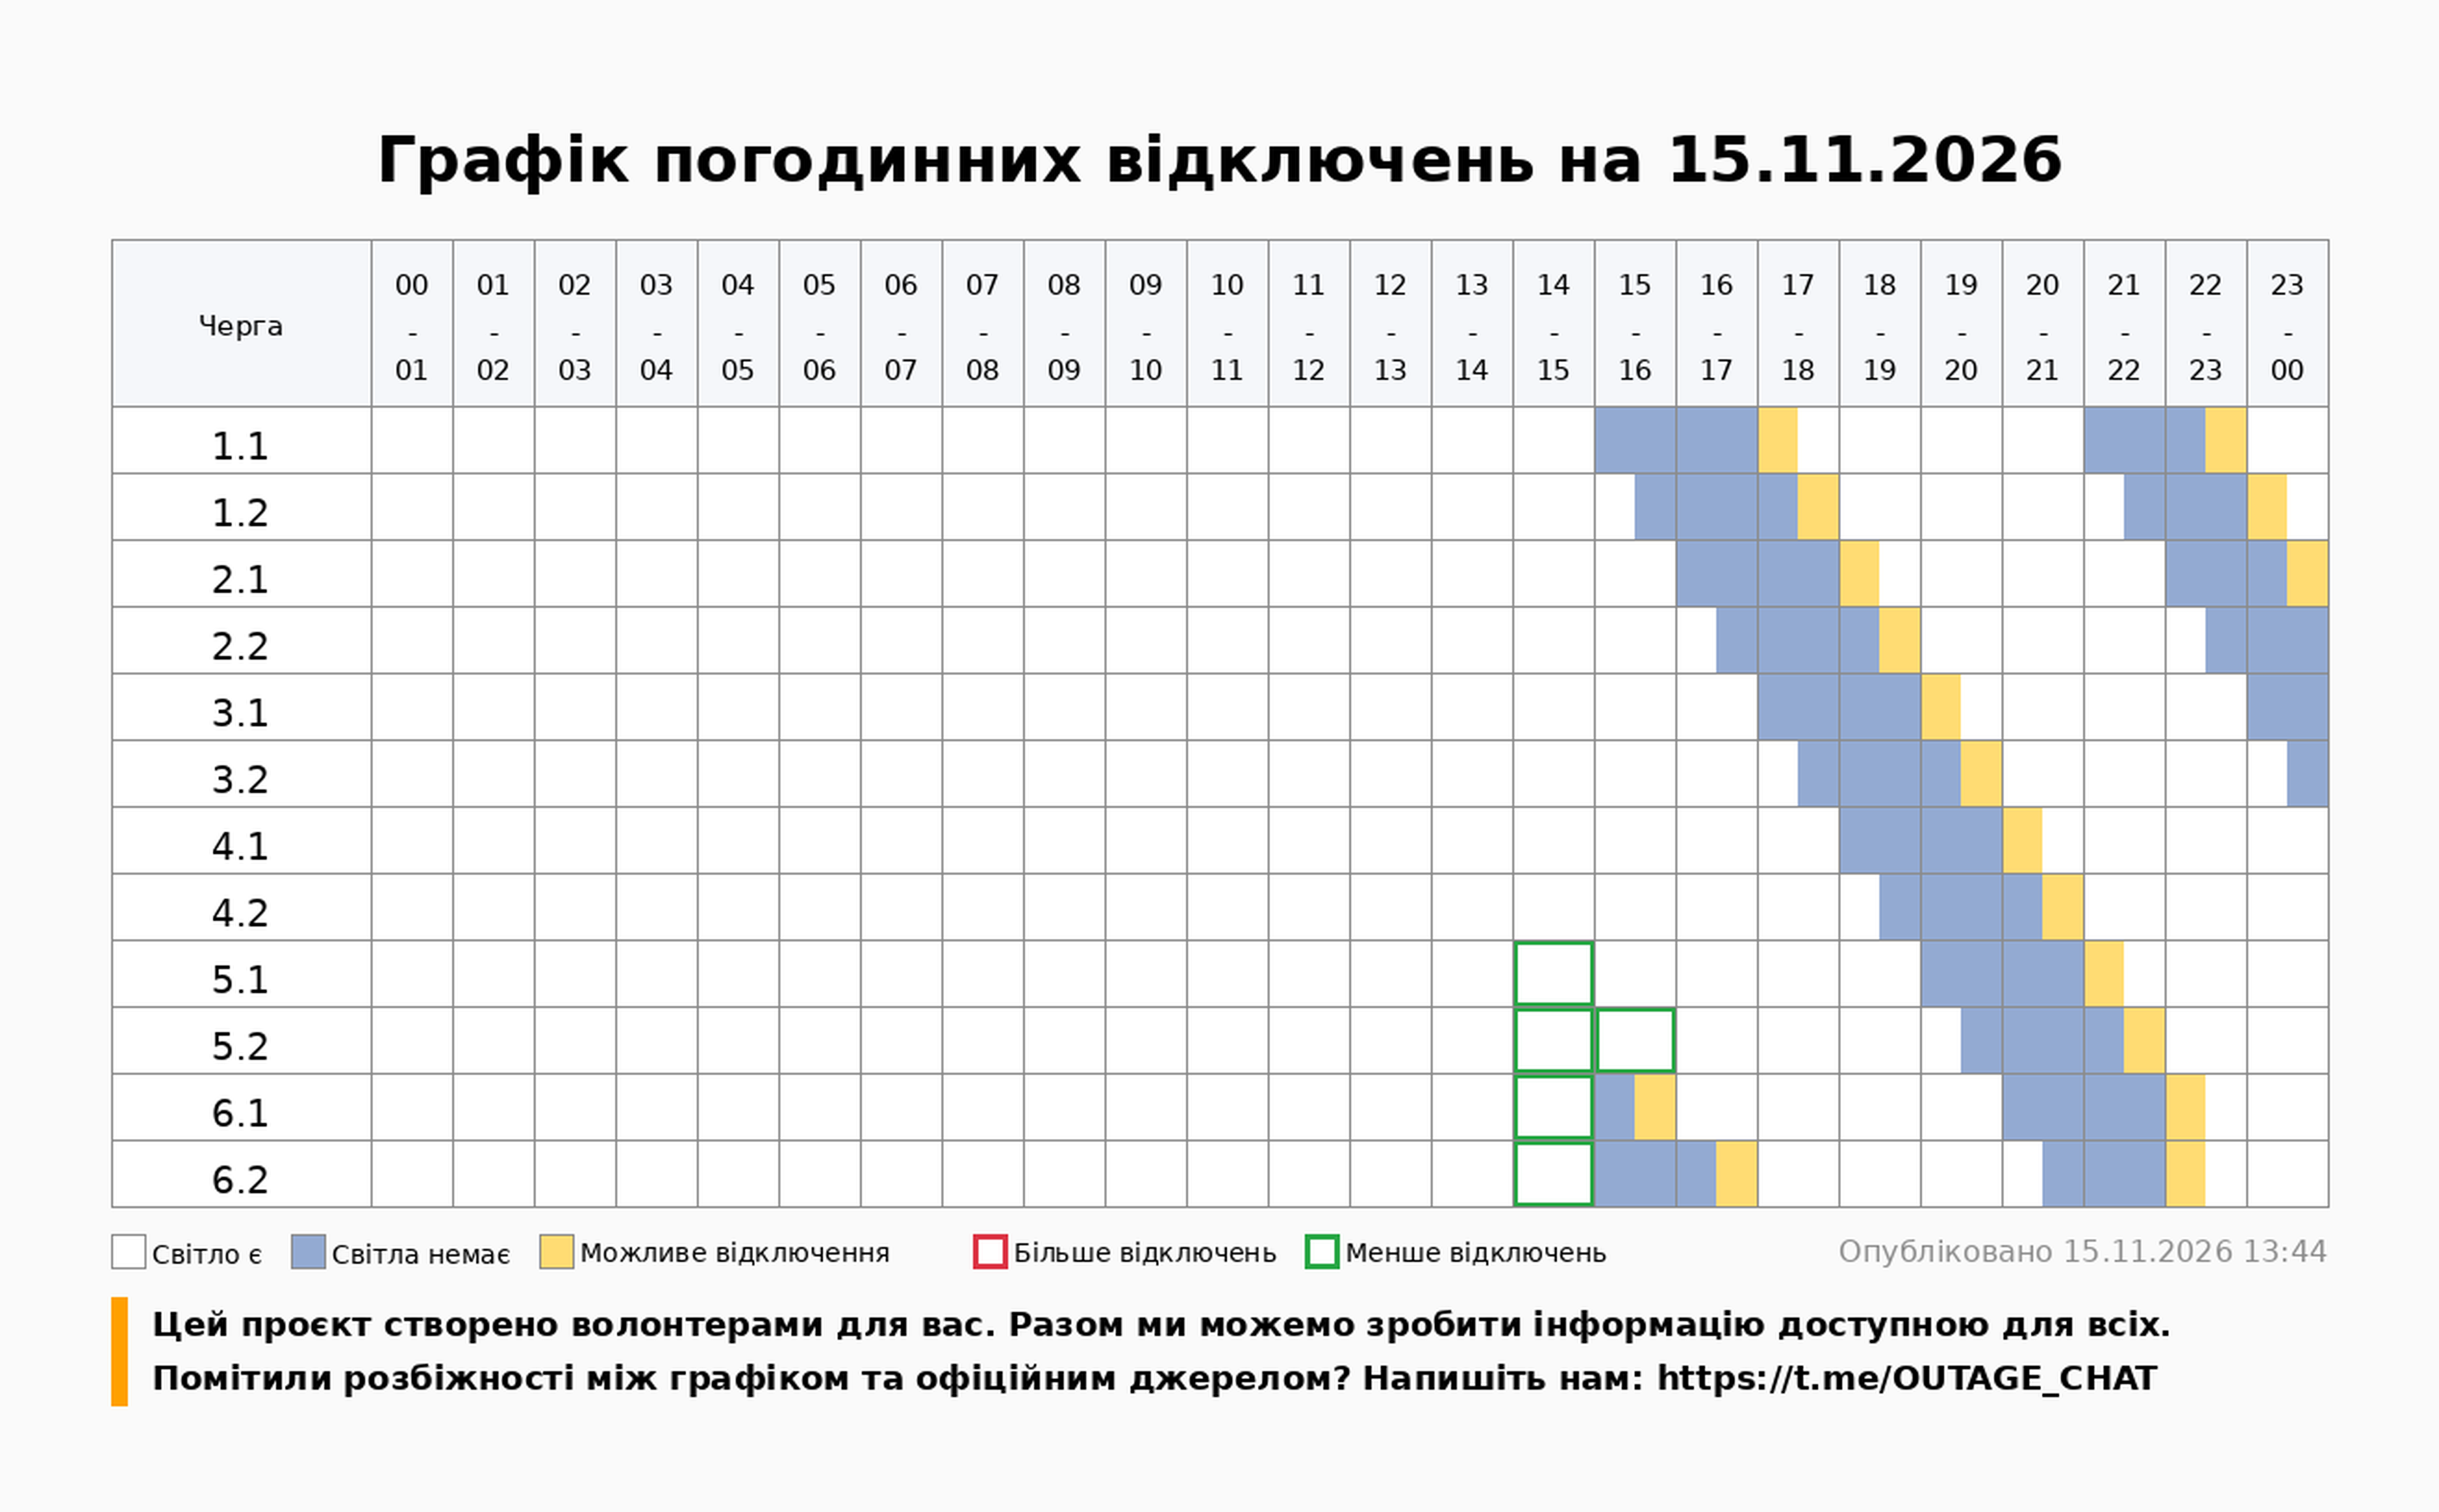 Графік погодинних відключень на 15.11.2026
Черга 00 - 01 01 - 02 02 - 03 03 - 04 04 - 05 05 - 06 06 - 07 07 - 08 08 - 09 09 - 10 10 - 11 11 - 12 12 - 13 13 - 14 14 - 15 15 - 16 16 - 17 17 - 18 18 - 19 19 - 20 20 - 21 21 - 22 22 - 23 23 - 00
1.1
1.2
2.1
2.2
3.1
3.2
4.1
4.2
5.1
5.2
6.1
6.2
Світло є Світла немає Можливе відключення Більше відключень Менше відключень Опубліковано 15.11.2026 13:44
Цей проєкт створено волонтерами для вас. Разом ми можемо зробити інформацію доступною для всіх.
Помітили розбіжності між графіком та офіційним джерелом? Напишіть нам: https://t.me/OUTAGE_CHAT